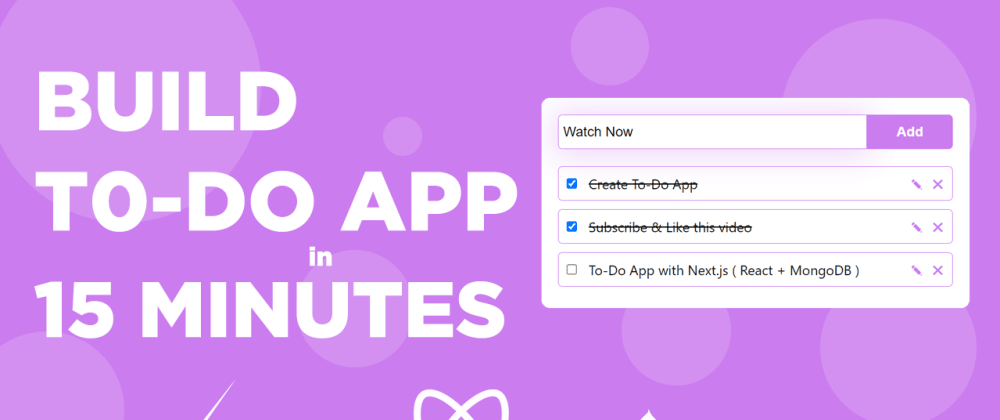 BUILD
T0-DO APP
in
15 MINUTES
Watch Now
Add
Create To-Do App
Subscribe & Like this video
To-Do App with Next.js ( React + MongoDB )